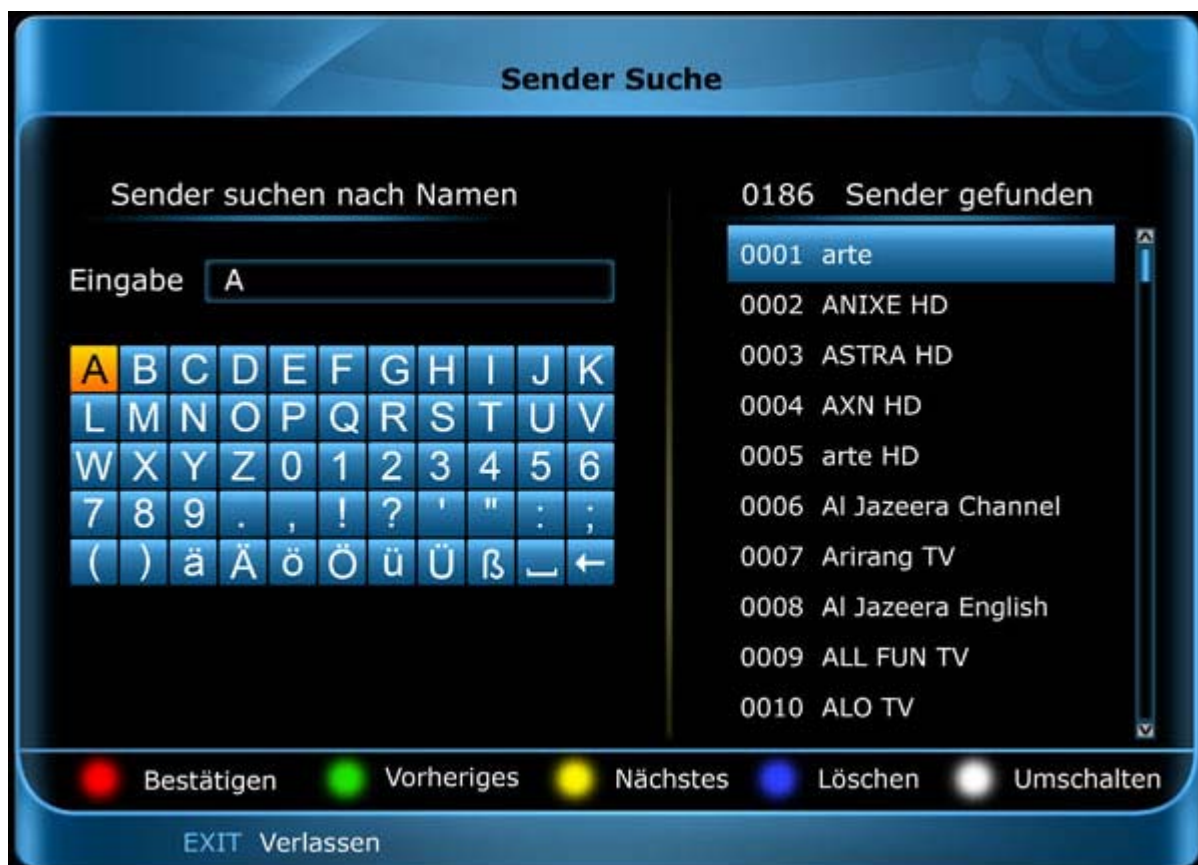 Sender Suche
Sender suchen nach Namen
Eingabe A
A B C D E F G H I J K
L M N O P Q R S T U V
W X Y Z 0 1 2 3 4 5 6
7 8 9 . , ! ? ' " : ;
( ) ä Ä ö Ö ü Ü ß ⎵ ←
0186 Sender gefunden
0001 arte
0002 ANIXE HD
0003 ASTRA HD
0004 AXN HD
0005 arte HD
0006 Al Jazeera Channel
0007 Arirang TV
0008 Al Jazeera English
0009 ALL FUN TV
0010 ALO TV
Bestätigen Vorheriges Nächstes Löschen Umschalten
EXIT Verlassen